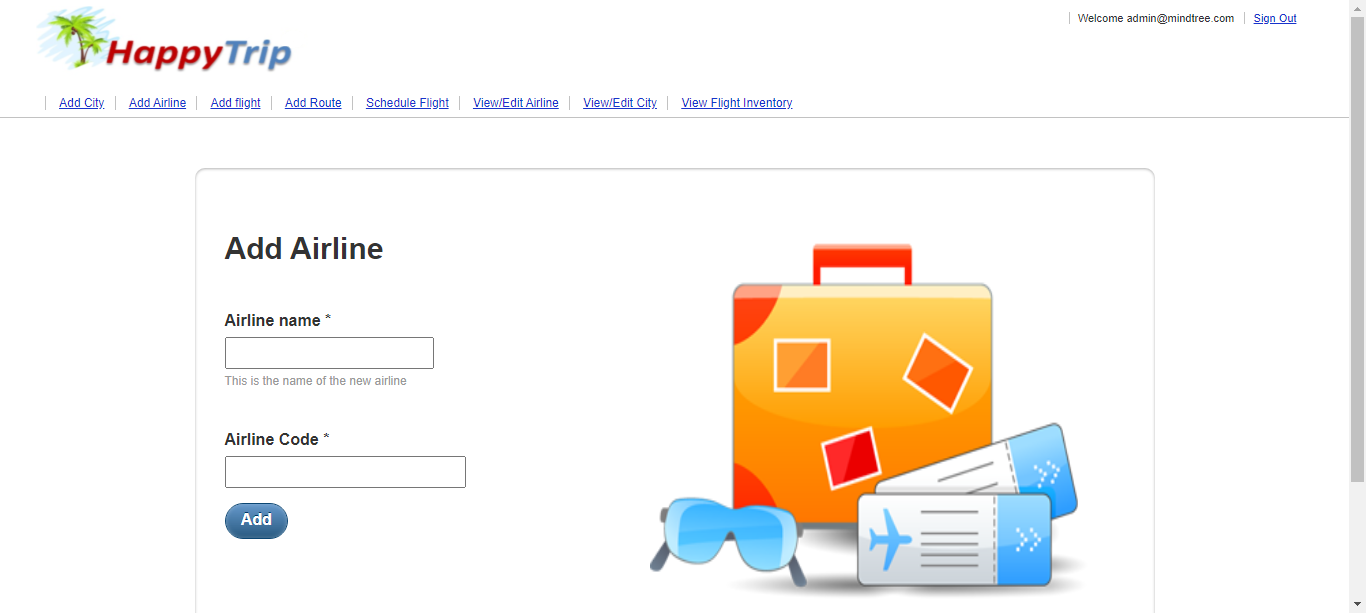 HappyTrip
Welcome admin@mindtree.com
Sign Out
Add City
Add Airline
Add flight
Add Route
Schedule Flight
View/Edit Airline
View/Edit City
View Flight Inventory
Add Airline
Airline name *
This is the name of the new airline
Airline Code *
Add